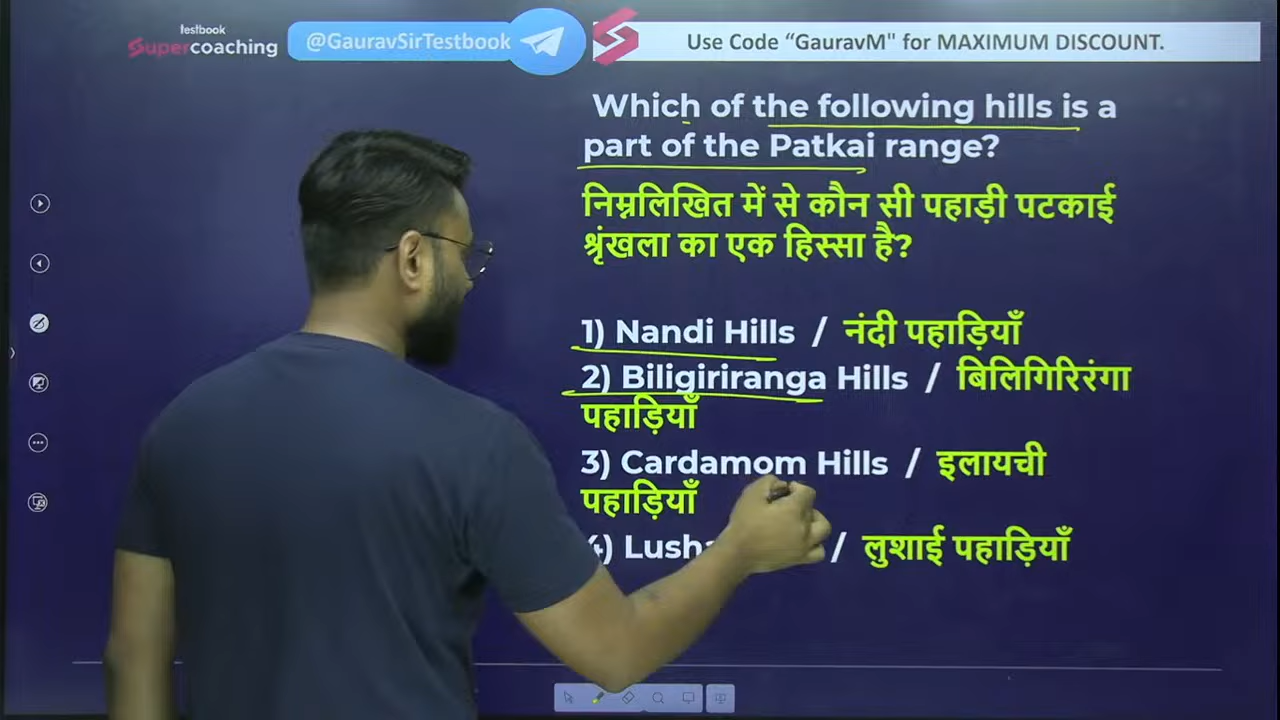 testbook
Supercoaching
@GauravSirTestbook
Use Code “GauravM" for MAXIMUM DISCOUNT.
Which of the following hills is a
part of the Patkai range?
निम्नलिखित में से कौन सी पहाड़ी पटकाई
श्रृंखला का एक हिस्सा है?
1) Nandi Hills / नंदी पहाड़ियाँ
2) Biligiriranga Hills / बिलिगिरिरंगा
पहाड़ियाँ
3) Cardamom Hills / इलायची
पहाड़ियाँ
4) / लुशाई पहाड़ियाँ